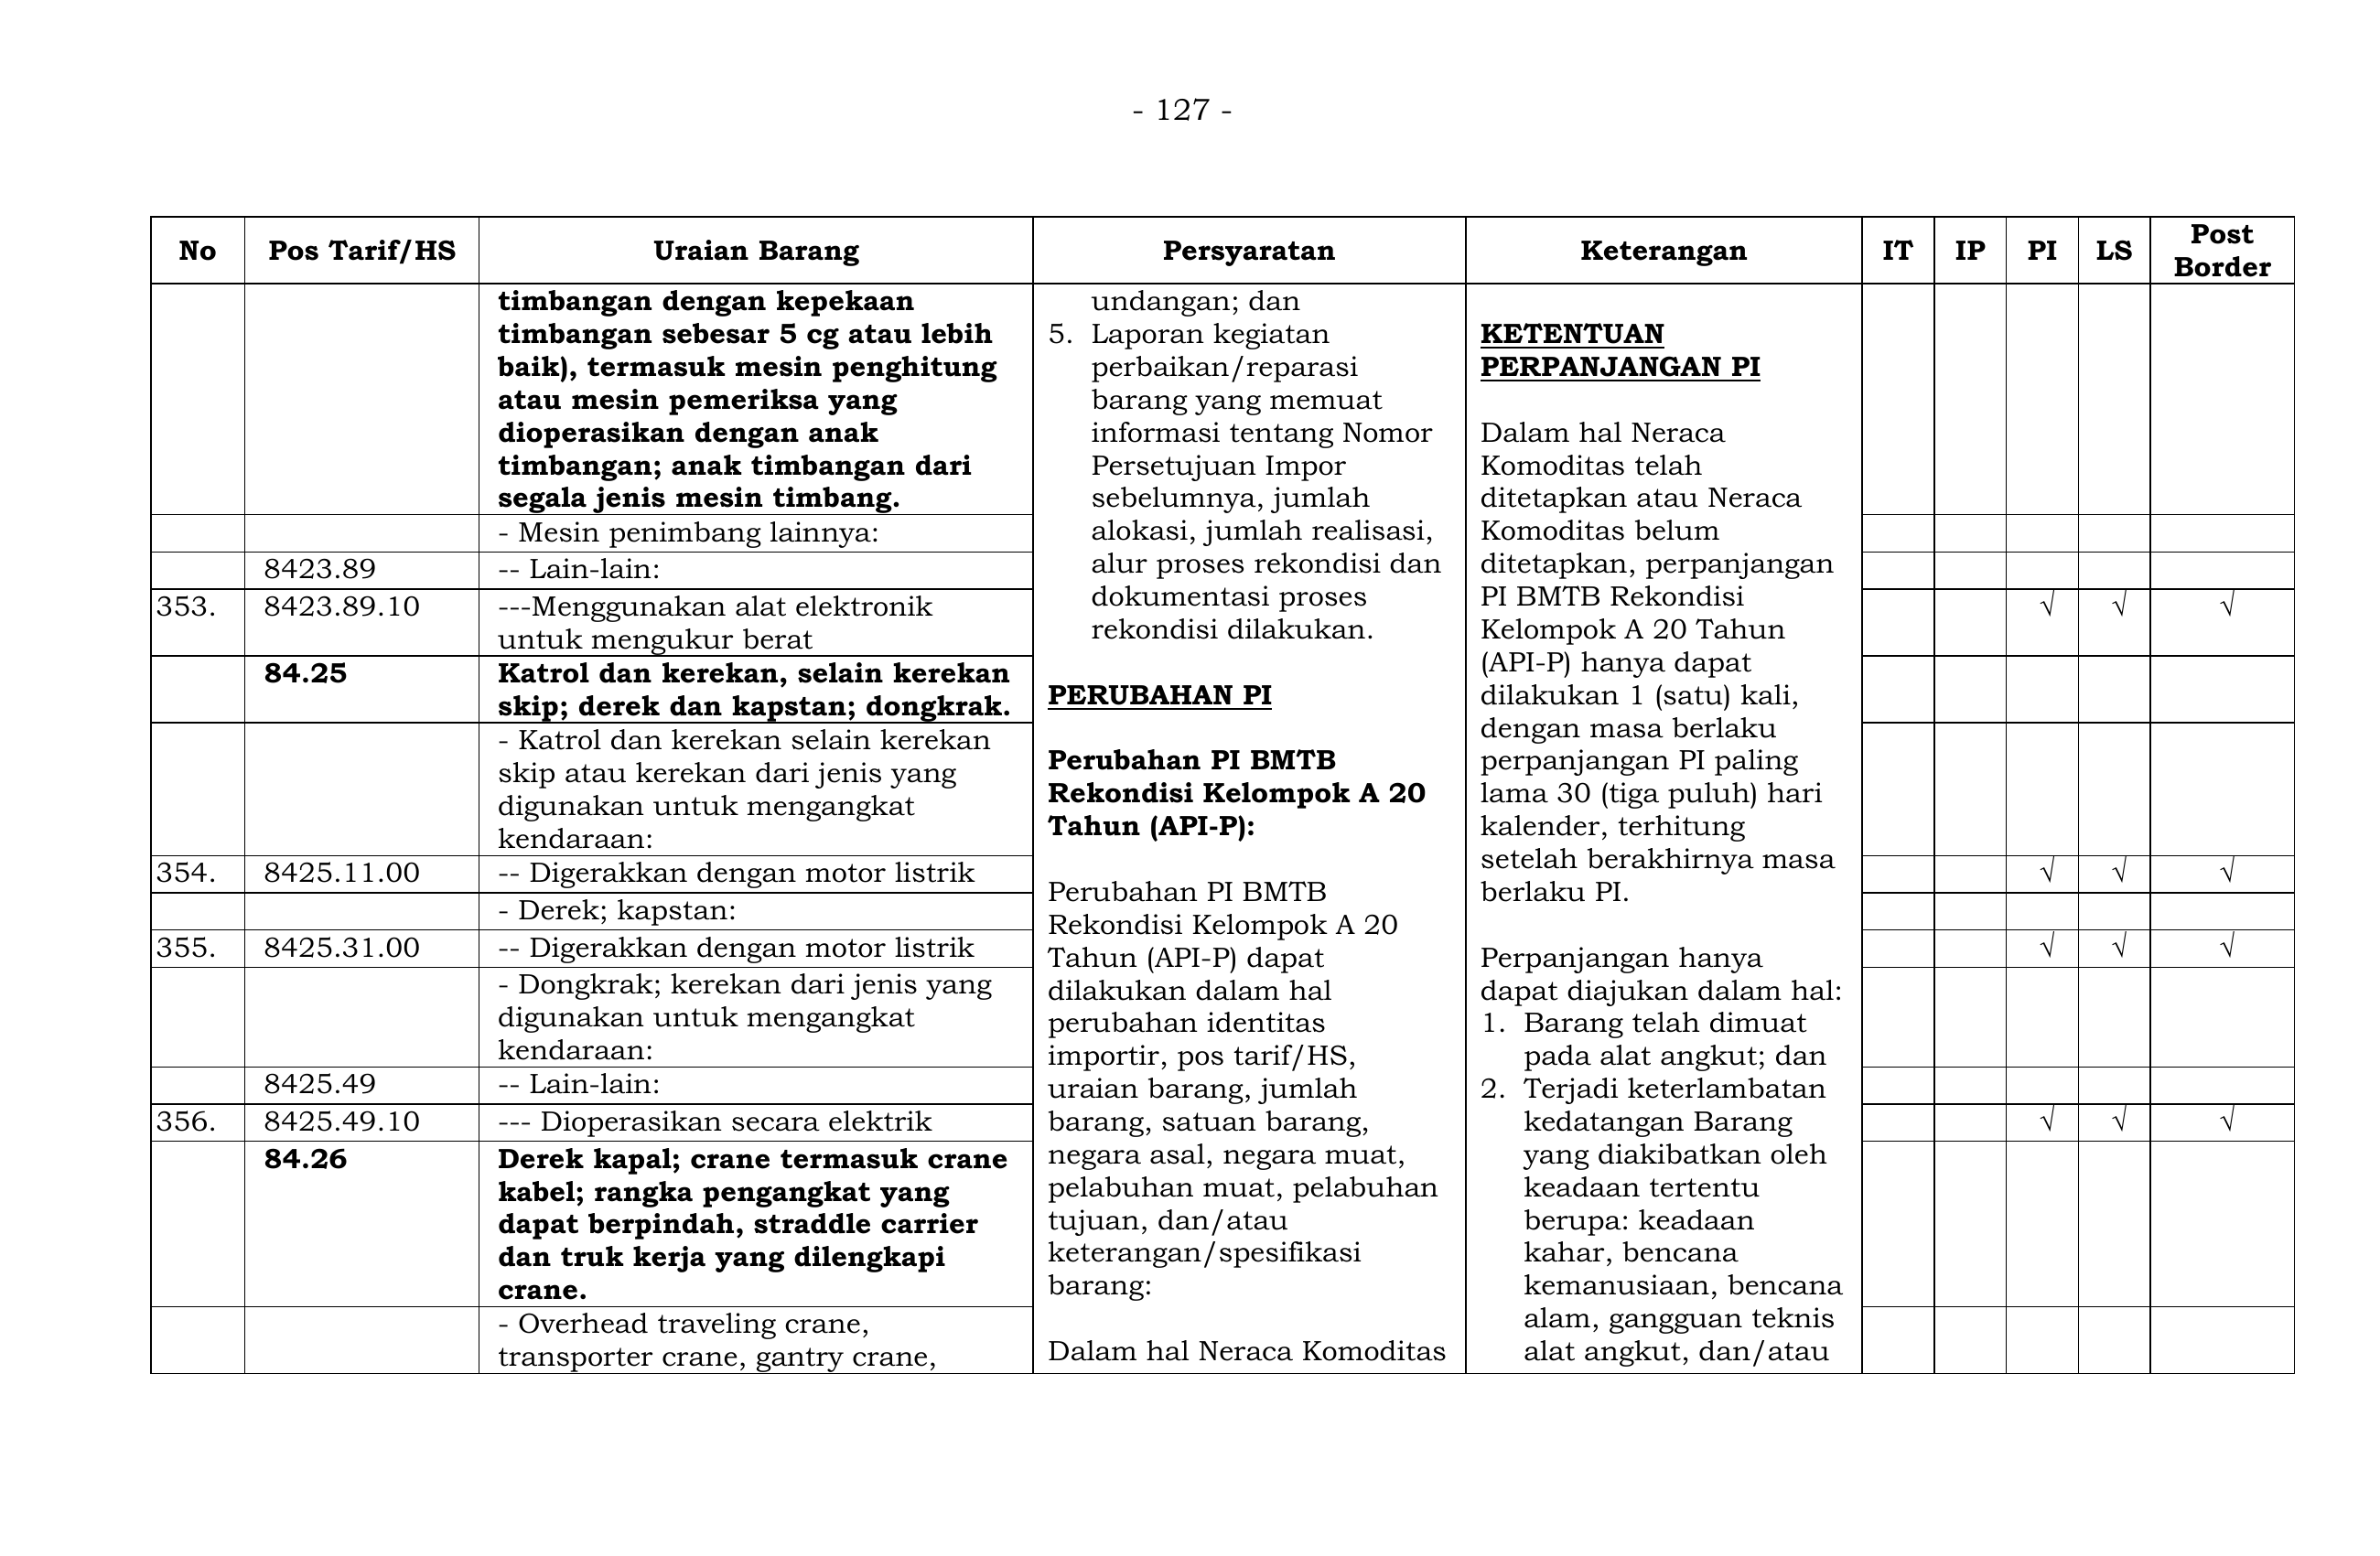 - 127 -
No Pos Tarif/HS Uraian Barang Persyaratan Keterangan IT IP PI LS Post Border
timbangan dengan kepekaan
timbangan sebesar 5 cg atau lebih
baik), termasuk mesin penghitung
atau mesin pemeriksa yang
dioperasikan dengan anak
timbangan; anak timbangan dari
segala jenis mesin timbang.
- Mesin penimbang lainnya:
8423.89 -- Lain-lain:
353. 8423.89.10 ---Menggunakan alat elektronik
untuk mengukur berat
√ √ √
84.25 Katrol dan kerekan, selain kerekan
skip; derek dan kapstan; dongkrak.
- Katrol dan kerekan selain kerekan
skip atau kerekan dari jenis yang
digunakan untuk mengangkat
kendaraan:
354. 8425.11.00 -- Digerakkan dengan motor listrik √ √ √
- Derek; kapstan:
355. 8425.31.00 -- Digerakkan dengan motor listrik √ √ √
- Dongkrak; kerekan dari jenis yang
digunakan untuk mengangkat
kendaraan:
8425.49 -- Lain-lain:
356. 8425.49.10 --- Dioperasikan secara elektrik √ √ √
84.26 Derek kapal; crane termasuk crane
kabel; rangka pengangkat yang
dapat berpindah, straddle carrier
dan truk kerja yang dilengkapi
crane.
- Overhead traveling crane,
transporter crane, gantry crane,
undangan; dan
5. Laporan kegiatan
perbaikan/reparasi
barang yang memuat
informasi tentang Nomor
Persetujuan Impor
sebelumnya, jumlah
alokasi, jumlah realisasi,
alur proses rekondisi dan
dokumentasi proses
rekondisi dilakukan.
PERUBAHAN PI
Perubahan PI BMTB
Rekondisi Kelompok A 20
Tahun (API-P):
Perubahan PI BMTB
Rekondisi Kelompok A 20
Tahun (API-P) dapat
dilakukan dalam hal
perubahan identitas
importir, pos tarif/HS,
uraian barang, jumlah
barang, satuan barang,
negara asal, negara muat,
pelabuhan muat, pelabuhan
tujuan, dan/atau
keterangan/spesifikasi
barang:
Dalam hal Neraca Komoditas
KETENTUAN
PERPANJANGAN PI
Dalam hal Neraca
Komoditas telah
ditetapkan atau Neraca
Komoditas belum
ditetapkan, perpanjangan
PI BMTB Rekondisi
Kelompok A 20 Tahun
(API-P) hanya dapat
dilakukan 1 (satu) kali,
dengan masa berlaku
perpanjangan PI paling
lama 30 (tiga puluh) hari
kalender, terhitung
setelah berakhirnya masa
berlaku PI.
Perpanjangan hanya
dapat diajukan dalam hal:
1. Barang telah dimuat
pada alat angkut; dan
2. Terjadi keterlambatan
kedatangan Barang
yang diakibatkan oleh
keadaan tertentu
berupa: keadaan
kahar, bencana
kemanusiaan, bencana
alam, gangguan teknis
alat angkut, dan/atau